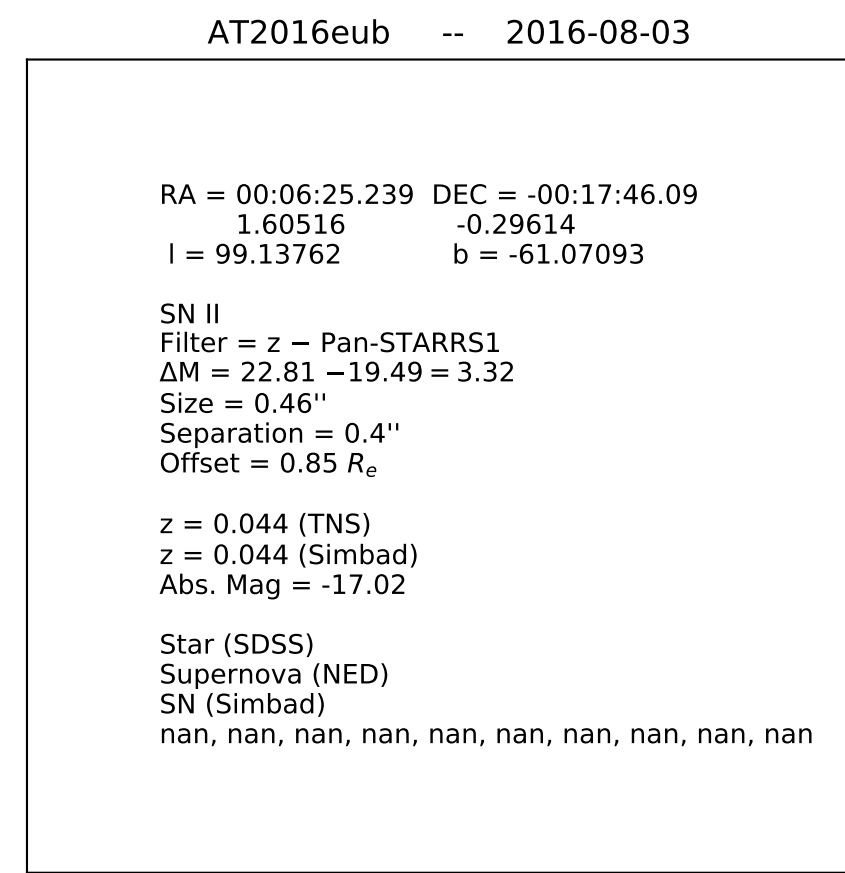 AT2016eub -- 2016-08-03
RA = 00:06:25.239 DEC = -00:17:46.09
1.60516 -0.29614
l = 99.13762 b = -61.07093
SN II
Filter = z − Pan-STARRS1
ΔM = 22.81 −19.49 = 3.32
Size = 0.46''
Separation = 0.4''
Offset = 0.85 Rₑ
z = 0.044 (TNS)
z = 0.044 (Simbad)
Abs. Mag = -17.02
Star (SDSS)
Supernova (NED)
SN (Simbad)
nan, nan, nan, nan, nan, nan, nan, nan, nan, nan